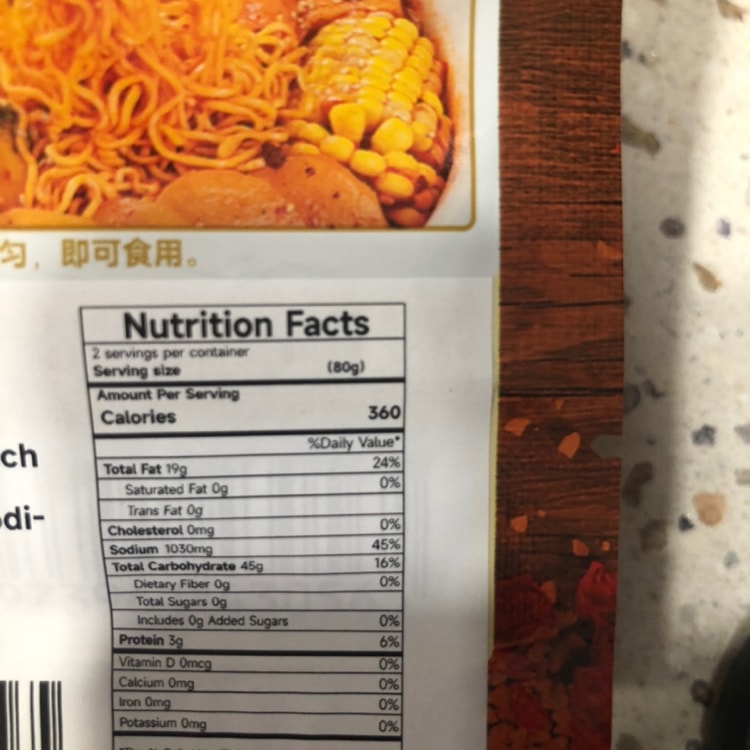 匀，即可食用。
Nutrition Facts
2 servings per container
Serving size (80g)
Amount Per Serving
Calories 360
%Daily Value*
Total Fat 19g 24%
Saturated Fat 0g 0%
Trans Fat 0g
Cholesterol 0mg 0%
Sodium 1030mg 45%
Total Carbohydrate 45g 16%
Dietary Fiber 0g 0%
Total Sugars 0g
Includes 0g Added Sugars 0%
Protein 3g 6%
Vitamin D 0mcg 0%
Calcium 0mg 0%
Iron 0mg 0%
Potassium 0mg 0%
ch
di-